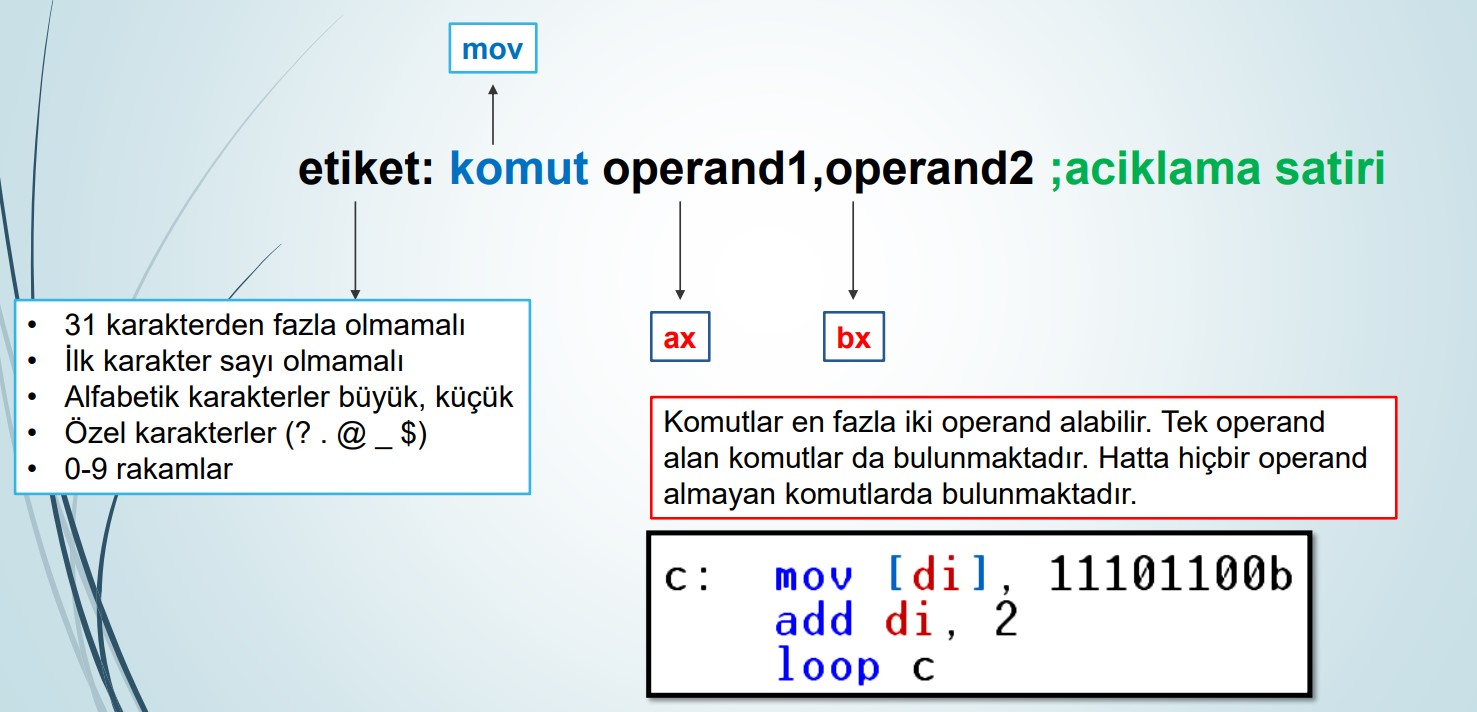 mov
etiket: komut operand1,operand2 ;aciklama satiri
• 31 karakterden fazla olmamalı
• İlk karakter sayı olmamalı
• Alfabetik karakterler büyük, küçük
• Özel karakterler (? . @ _ $)
• 0-9 rakamlar
ax
bx
Komutlar en fazla iki operand alabilir. Tek operand
alan komutlar da bulunmaktadır. Hatta hiçbir operand
almayan komutlarda bulunmaktadır.
c: mov [di], 11101100b
add di, 2
loop c